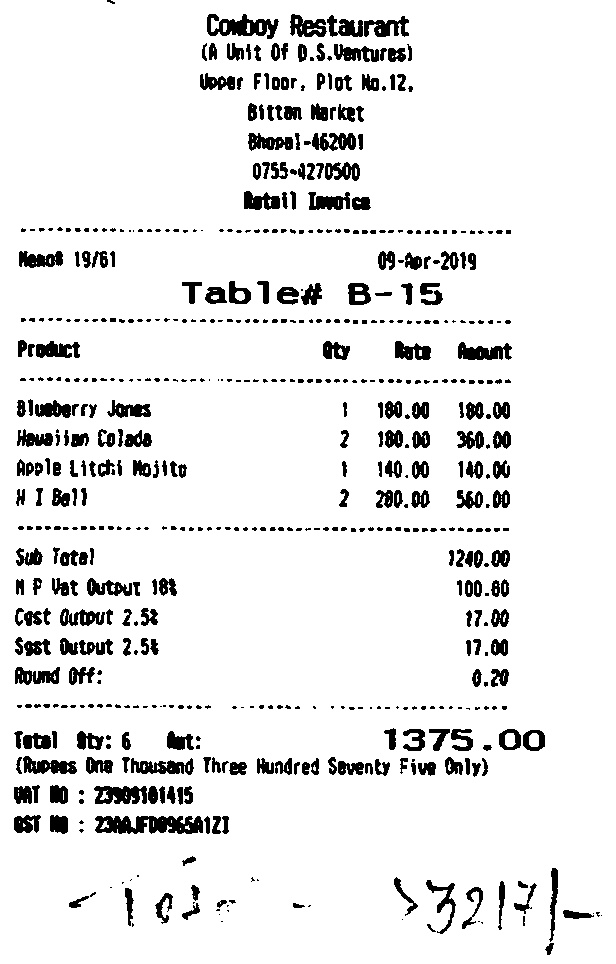 Cowboy Restaurant
(A Unit Of D.S.Ventures)
Upper Floor, Plot No.12,
Bittan Market
Bhopal-462001
0755-4270500
Retail Invoice
Memo# 19/61 09-Apr-2019
Table# B-15
Product Qty Rate Amount
Blueberry Jones 1 180.00 180.00
Hawaiian Colada 2 180.00 360.00
Apple Litchi Mojito 1 140.00 140.00
H I Ball 2 280.00 560.00
Sub Total 1240.00
M P Vat Output 18% 100.80
Cgst Output 2.5% 17.00
Sgst Output 2.5% 17.00
Round Off: 0.20
Total Qty: 6 Amt: 1375.00
(Rupees One Thousand Three Hundred Seventy Five Only)
VAT NO : 23909101415
GST NO : 23AAJFD0965A1ZI
3217/-